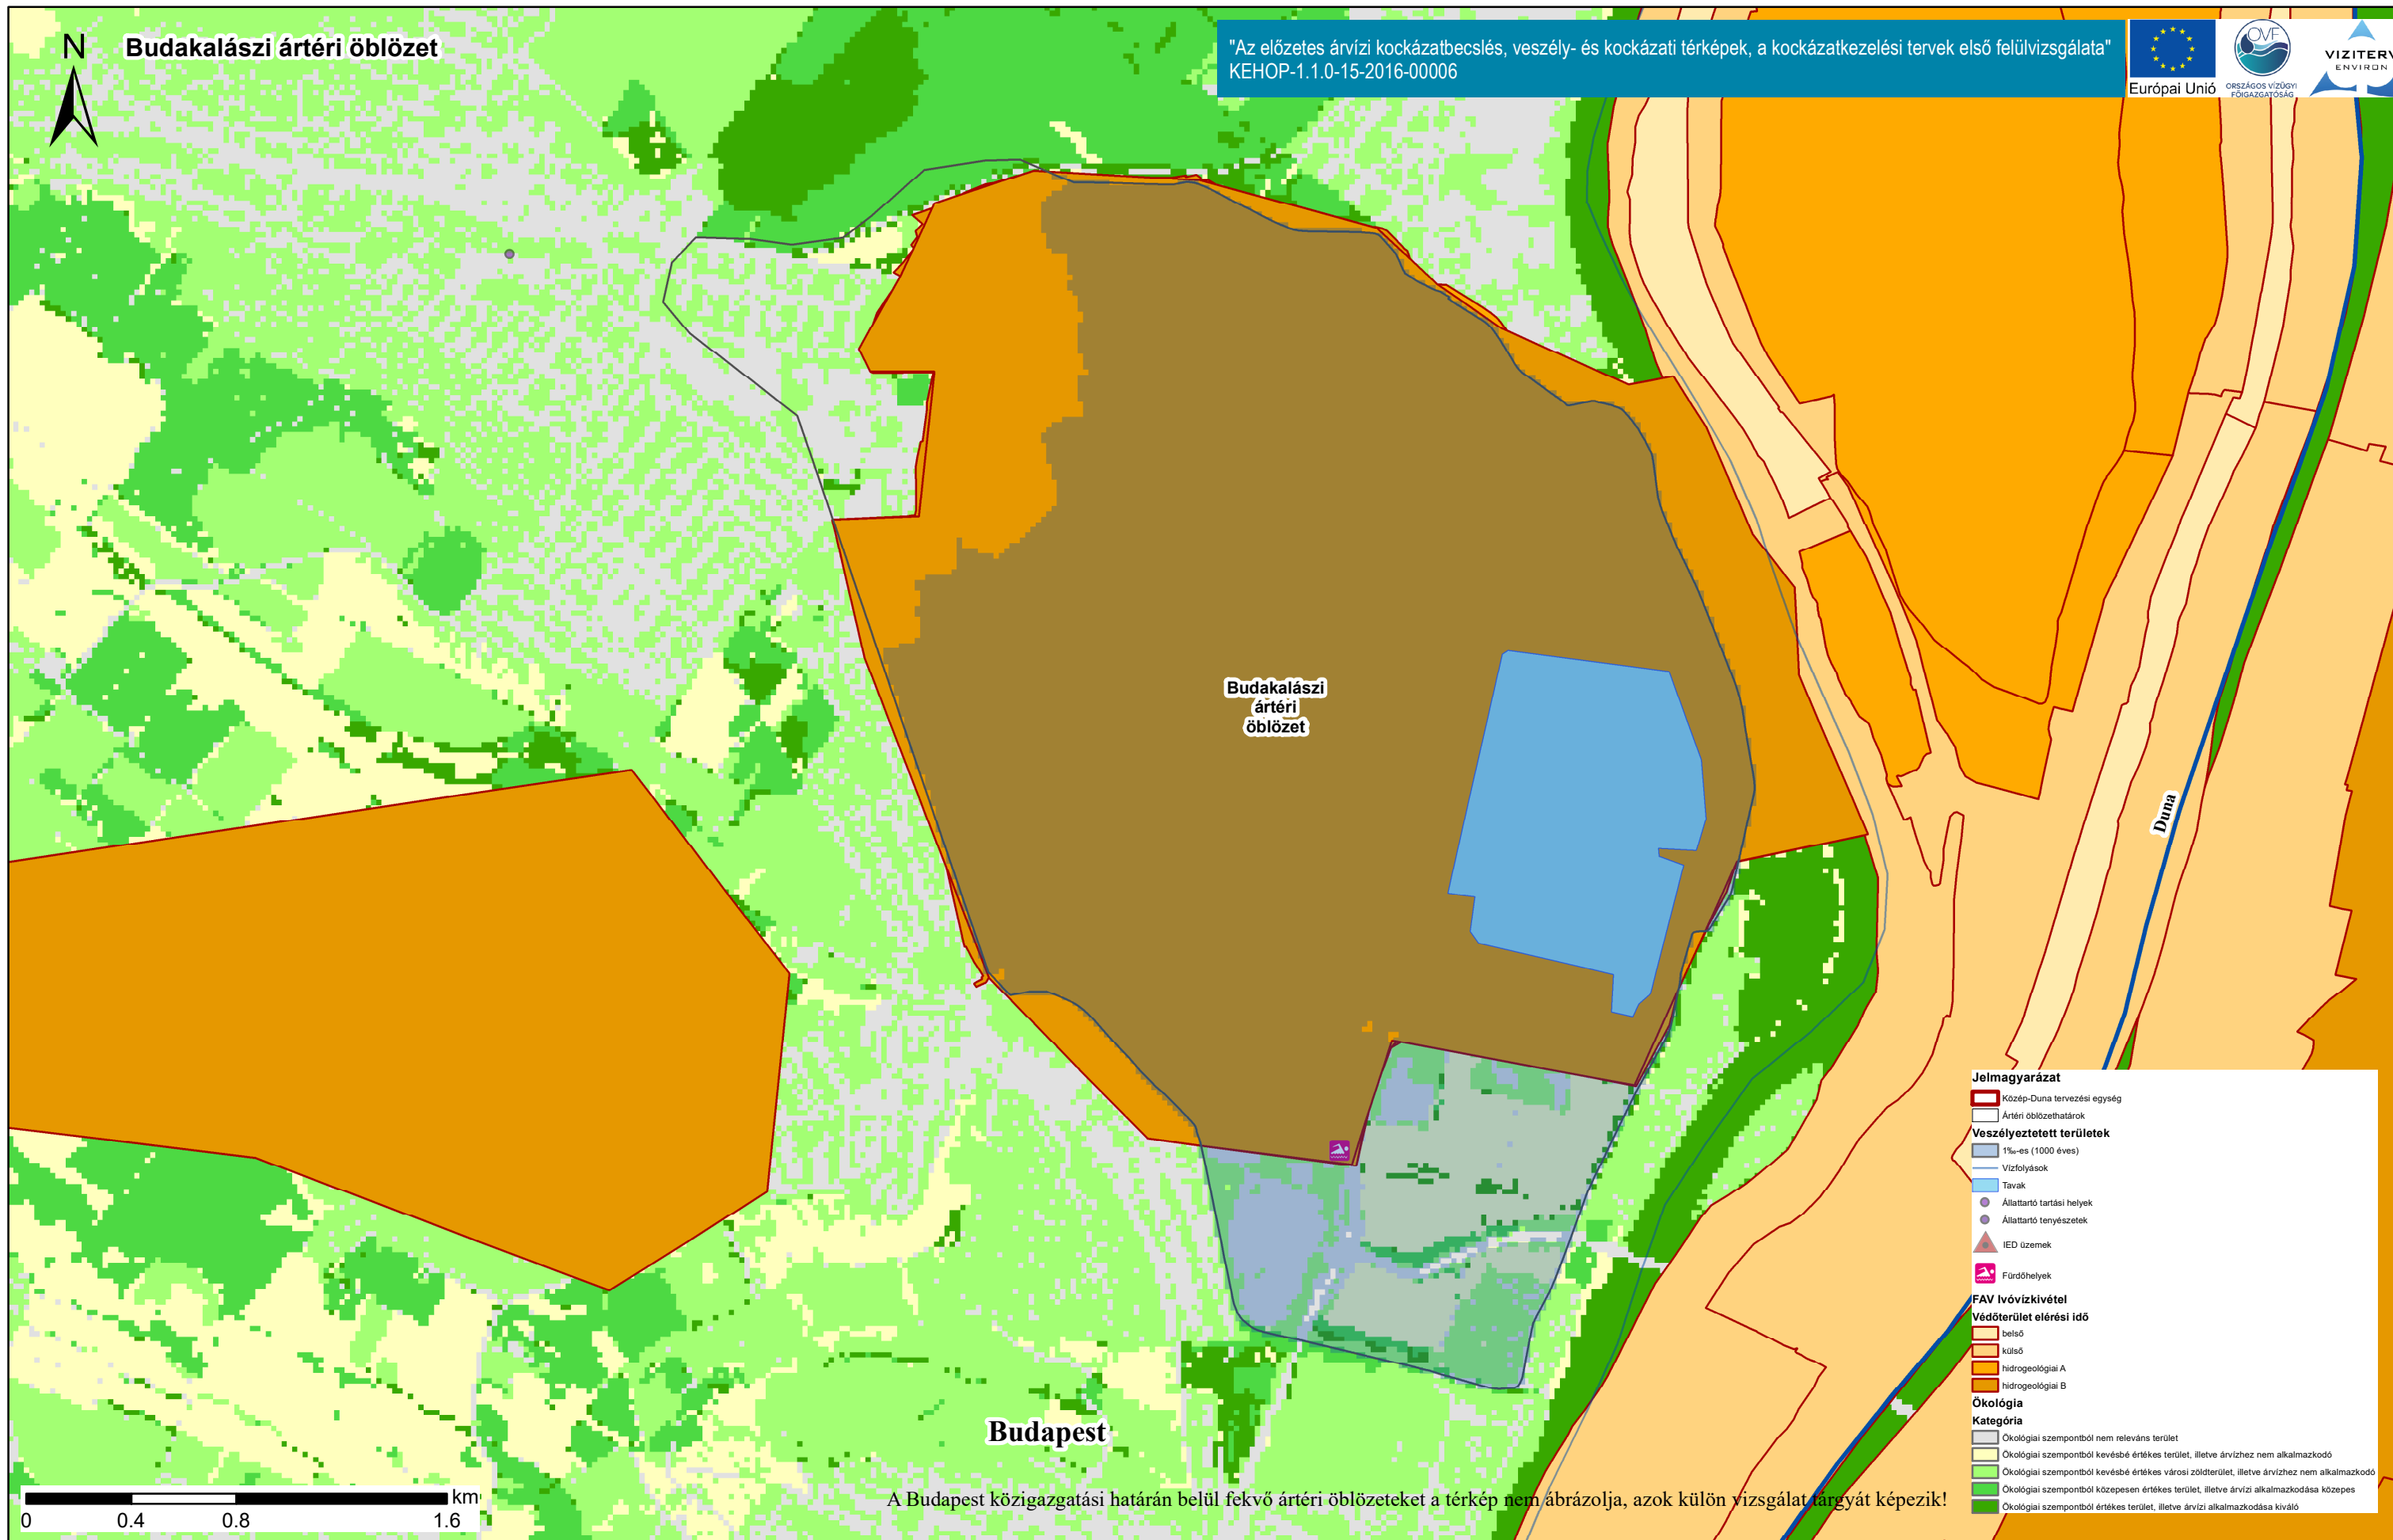 N
Budakalászi ártéri öblözet
"Az előzetes árvízi kockázatbecslés, veszély- és kockázati térképek, a kockázatkezelési tervek első felülvizsgálata"
KEHOP-1.1.0-15-2016-00006
Európai Unió
OVF
ORSZÁGOS VÍZÜGYI
FŐIGAZGATÓSÁG
VIZITERV
ENVIRON
Budakalászi
ártéri
öblözet
Duna
Budapest
Jelmagyarázat
Közép-Duna tervezési egység
Ártéri öblözethatárok
Veszélyeztetett területek
1‰-es (1000 éves)
Vízfolyások
Tavak
Állattartó tartási helyek
Állattartó tenyészetek
IED üzemek
Fürdőhelyek
FAV Ivóvízkivétel
Védőterület elérési idő
belső
külső
hidrogeológiai A
hidrogeológiai B
Ökológia
Kategória
Ökológiai szempontból nem releváns terület
Ökológiai szempontból kevésbé értékes terület, illetve árvízhez nem alkalmazkodó
Ökológiai szempontból kevésbé értékes városi zöldterület, illetve árvízhez nem alkalmazkodó
Ökológiai szempontból közepesen értékes terület, illetve árvízi alkalmazkodása közepes
Ökológiai szempontból értékes terület, illetve árvízi alkalmazkodása kiváló
A Budapest közigazgatási határán belül fekvő ártéri öblözeteket a térkép nem ábrázolja, azok külön vizsgálat tárgyát képezik!
km
0 0.4 0.8 1.6